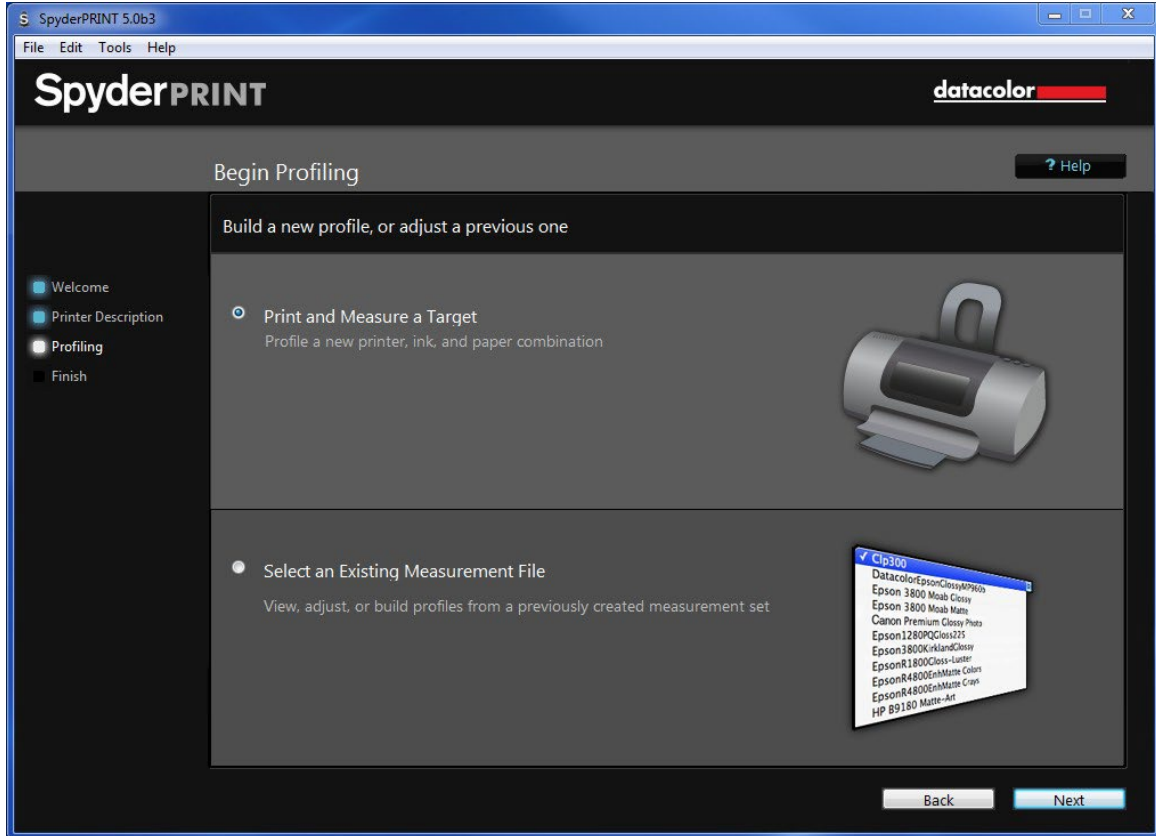 SpyderPRINT 5.0b3
File Edit Tools Help
SpyderPRINT
datacolor
Begin Profiling
? Help
Build a new profile, or adjust a previous one
Welcome
Printer Description
Profiling
Finish
Print and Measure a Target
Profile a new printer, ink, and paper combination
Select an Existing Measurement File
View, adjust, or build profiles from a previously created measurement set
✓ Clp300
DatacolorEpsonGlossyMP960b
Epson 3800 Moab Glossy
Epson 3800 Moab Matte
Canon Premium Glossy Photo
Epson1280PQGloss225
Epson3800KirklandGlossy
EpsonR1800Gloss-Luster
EpsonR4800EnhMatte Colors
EpsonR4800EnhMatte Grays
HP B9180 Matte-Art
Back Next